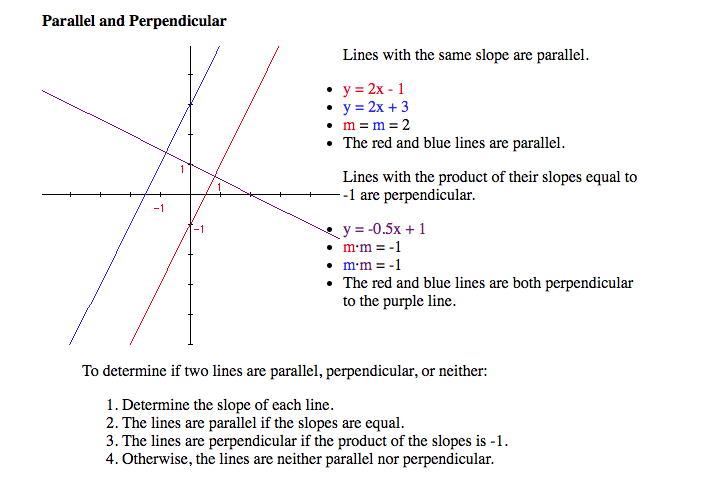 Parallel and Perpendicular
Lines with the same slope are parallel.
• y = 2x - 1
• y = 2x + 3
• m = m = 2
• The red and blue lines are parallel.
Lines with the product of their slopes equal to
-1 are perpendicular.
• y = -0.5x + 1
• m·m = -1
• m·m = -1
• The red and blue lines are both perpendicular
to the purple line.
1
1
-1
-1
To determine if two lines are parallel, perpendicular, or neither:
1. Determine the slope of each line.
2. The lines are parallel if the slopes are equal.
3. The lines are perpendicular if the product of the slopes is -1.
4. Otherwise, the lines are neither parallel nor perpendicular.